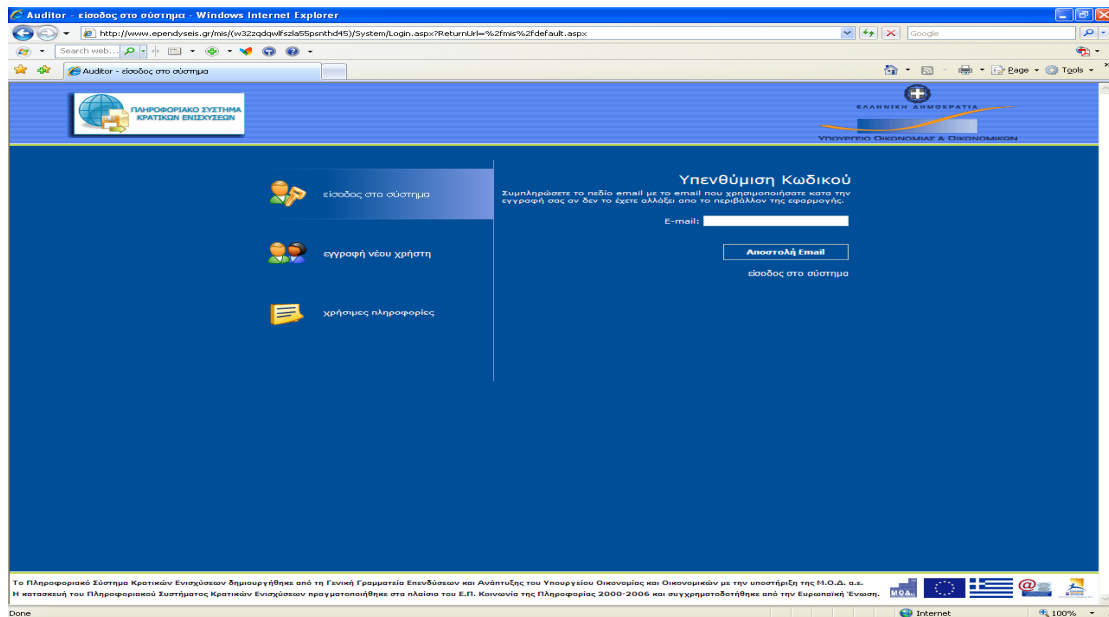 Auditor - είσοδος στο σύστημα - Windows Internet Explorer
http://www.ependyseis.gr/mis/(w32zqdqwlfszla55psnthd45)/System/Login.aspx?ReturnUrl=%2fmis%2fdefault.aspx
Google
Search web...
Auditor - είσοδος στο σύστημα
Page
Tools
ΠΛΗΡΟΦΟΡΙΑΚΟ ΣΥΣΤΗΜΑ
ΚΡΑΤΙΚΩΝ ΕΝΙΣΧΥΣΕΩΝ
ΕΛΛΗΝΙΚΗ ΔΗΜΟΚΡΑΤΙΑ
ΥΠΟΥΡΓΕΙΟ ΟΙΚΟΝΟΜΙΑΣ & ΟΙΚΟΝΟΜΙΚΩΝ
είσοδος στο σύστημα
εγγραφή νέου χρήστη
χρήσιμες πληροφορίες
Υπενθύμιση Κωδικού
Συμπληρώσετε το πεδίο email με το email που χρησιμοποιήσατε κατα την
εγγραφή σας αν δεν το έχετε αλλάξει απο το περιβάλλον της εφαρμογής.
E-mail:
Αποστολή Email
είσοδος στο σύστημα
Το Πληροφοριακό Σύστημα Κρατικών Ενισχύσεων δημιουργήθηκε από τη Γενική Γραμματεία Επενδύσεων και Ανάπτυξης του Υπουργείου Οικονομίας και Οικονομικών με την υποστήριξη της Μ.Ο.Δ. α.ε.
Η κατασκευή του Πληροφοριακού Συστήματος Κρατικών Ενισχύσεων πραγματοποιήθηκε στα πλαίσια του Ε.Π. Κοινωνία της Πληροφορίας 2000-2006 και συγχρηματοδοτήθηκε από την Ευρωπαϊκή Ένωση.
ΜΟΔ
Done
Internet
100%